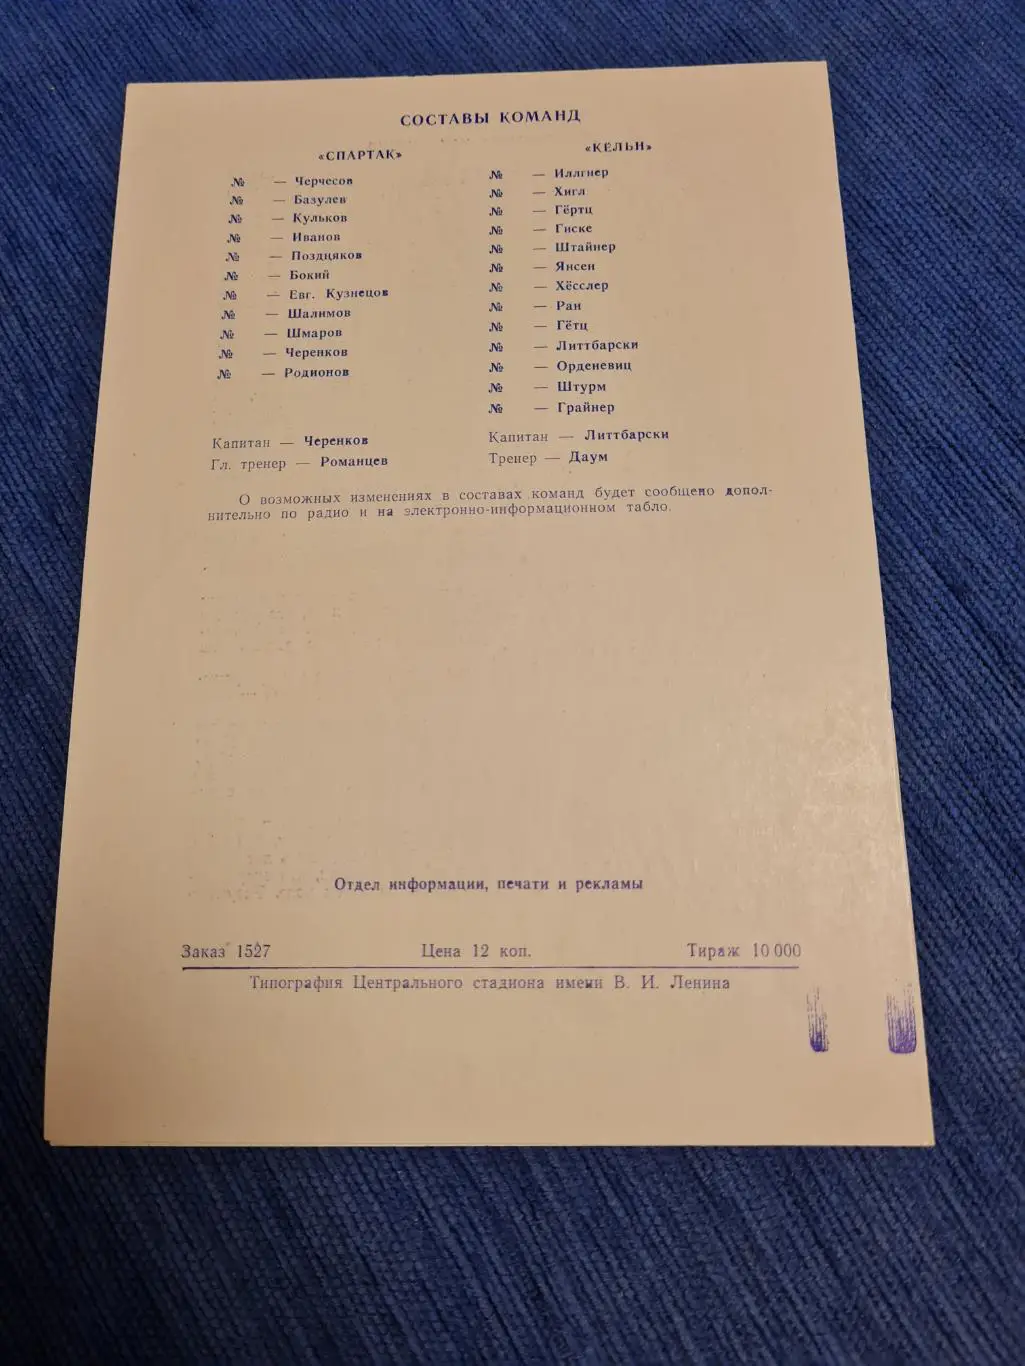 СОСТАВЫ КОМАНД
«СПАРТАК»
№ — Черчесов
№ — Базулев
№ — Кульков
№ — Иванов
№ — Поздняков
№ — Бокий
№ — Евг. Кузнецов
№ — Шалимов
№ — Шмаров
№ — Черенков
№ — Родионов
Капитан — Черенков
Гл. тренер — Романцев
«КЁЛЬН»
№ — Иллгнер
№ — Хигл
№ — Гёртц
№ — Гиске
№ — Штайнер
№ — Янсен
№ — Хёсслер
№ — Ран
№ — Гётц
№ — Литтбарски
№ — Орденевиц
№ — Штурм
№ — Грайнер
Капитан — Литтбарски
Тренер — Даум
О возможных изменениях в составах команд будет сообщено допол-
нительно по радио и на электронно-информационном табло.
Отдел информации, печати и рекламы
Заказ 1527 Цена 12 коп. Тираж 10 000
Типография Центрального стадиона имени В. И. Ленина